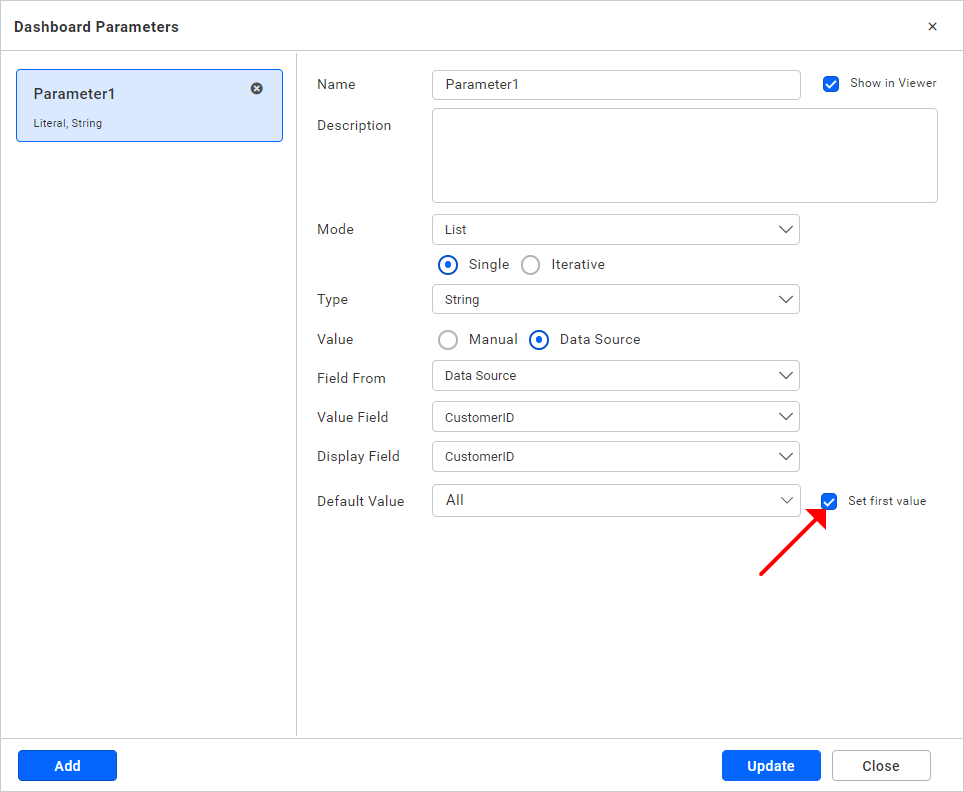 Dashboard Parameters
Parameter1
Literal, String
Name Parameter1 Show in Viewer
Description
Mode List
Single Iterative
Type String
Value Manual Data Source
Field From Data Source
Value Field CustomerID
Display Field CustomerID
Default Value All Set first value
Add Update Close